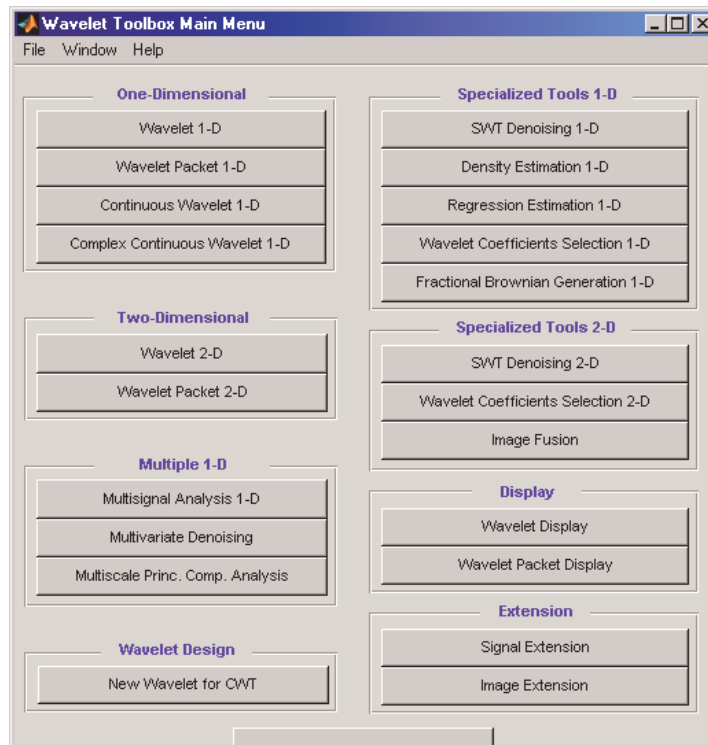 Wavelet Toolbox Main Menu
File Window Help
One-Dimensional
Wavelet 1-D
Wavelet Packet 1-D
Continuous Wavelet 1-D
Complex Continuous Wavelet 1-D
Two-Dimensional
Wavelet 2-D
Wavelet Packet 2-D
Multiple 1-D
Multisignal Analysis 1-D
Multivariate Denoising
Multiscale Princ. Comp. Analysis
Wavelet Design
New Wavelet for CWT
Specialized Tools 1-D
SWT Denoising 1-D
Density Estimation 1-D
Regression Estimation 1-D
Wavelet Coefficients Selection 1-D
Fractional Brownian Generation 1-D
Specialized Tools 2-D
SWT Denoising 2-D
Wavelet Coefficients Selection 2-D
Image Fusion
Display
Wavelet Display
Wavelet Packet Display
Extension
Signal Extension
Image Extension